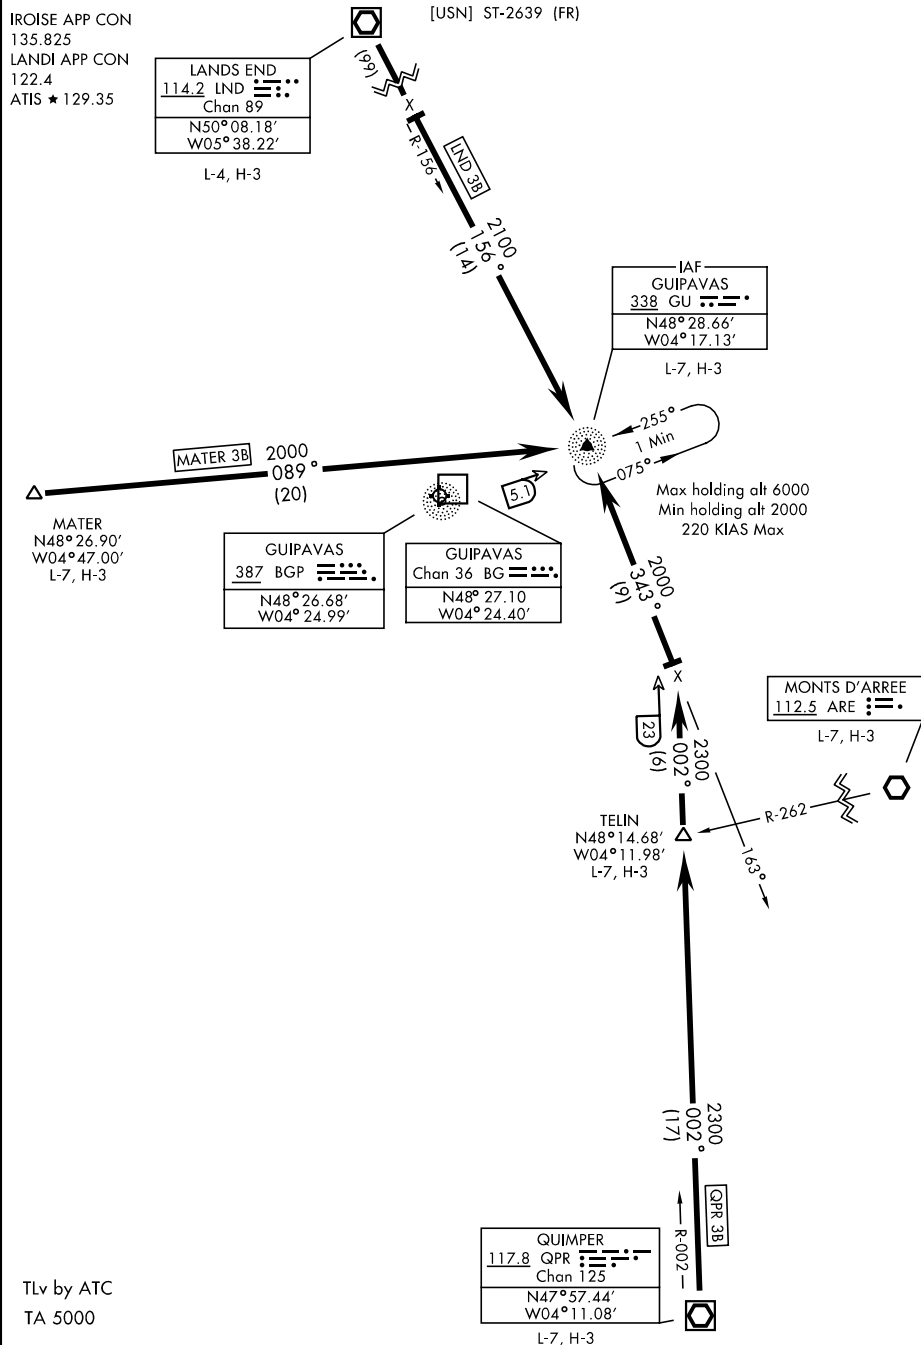 IROISE APP CON
135.825
LANDI APP CON
122.4
ATIS ★ 129.35
[USN] ST-2639 (FR)
LANDS END
114.2 LND
Chan 89
N50°08.18'
W05°38.22'
L-4, H-3
(99)
X
R-156
LND 3B
2100
156°
(14)
IAF
GUIPAVAS
338 GU
N48°28.66'
W04°17.13'
L-7, H-3
255°
1 Min
075°
Max holding alt 6000
Min holding alt 2000
220 KIAS Max
MATER 3B
2000
089°
(20)
5.1
MATER
N48°26.90'
W04°47.00'
L-7, H-3
GUIPAVAS
387 BGP
N48°26.68'
W04°24.99'
GUIPAVAS
Chan 36 BG
N48°27.10
W04°24.40'
2000
343°
(9)
X
23
2300
002°
(6)
MONTS D'ARREE
112.5 ARE
L-7, H-3
R-262
163°
TELIN
N48°14.68'
W04°11.98'
L-7, H-3
2300
002°
(17)
QPR 3B
R-002
QUIMPER
117.8 QPR
Chan 125
N47°57.44'
W04°11.08'
L-7, H-3
TLv by ATC
TA 5000